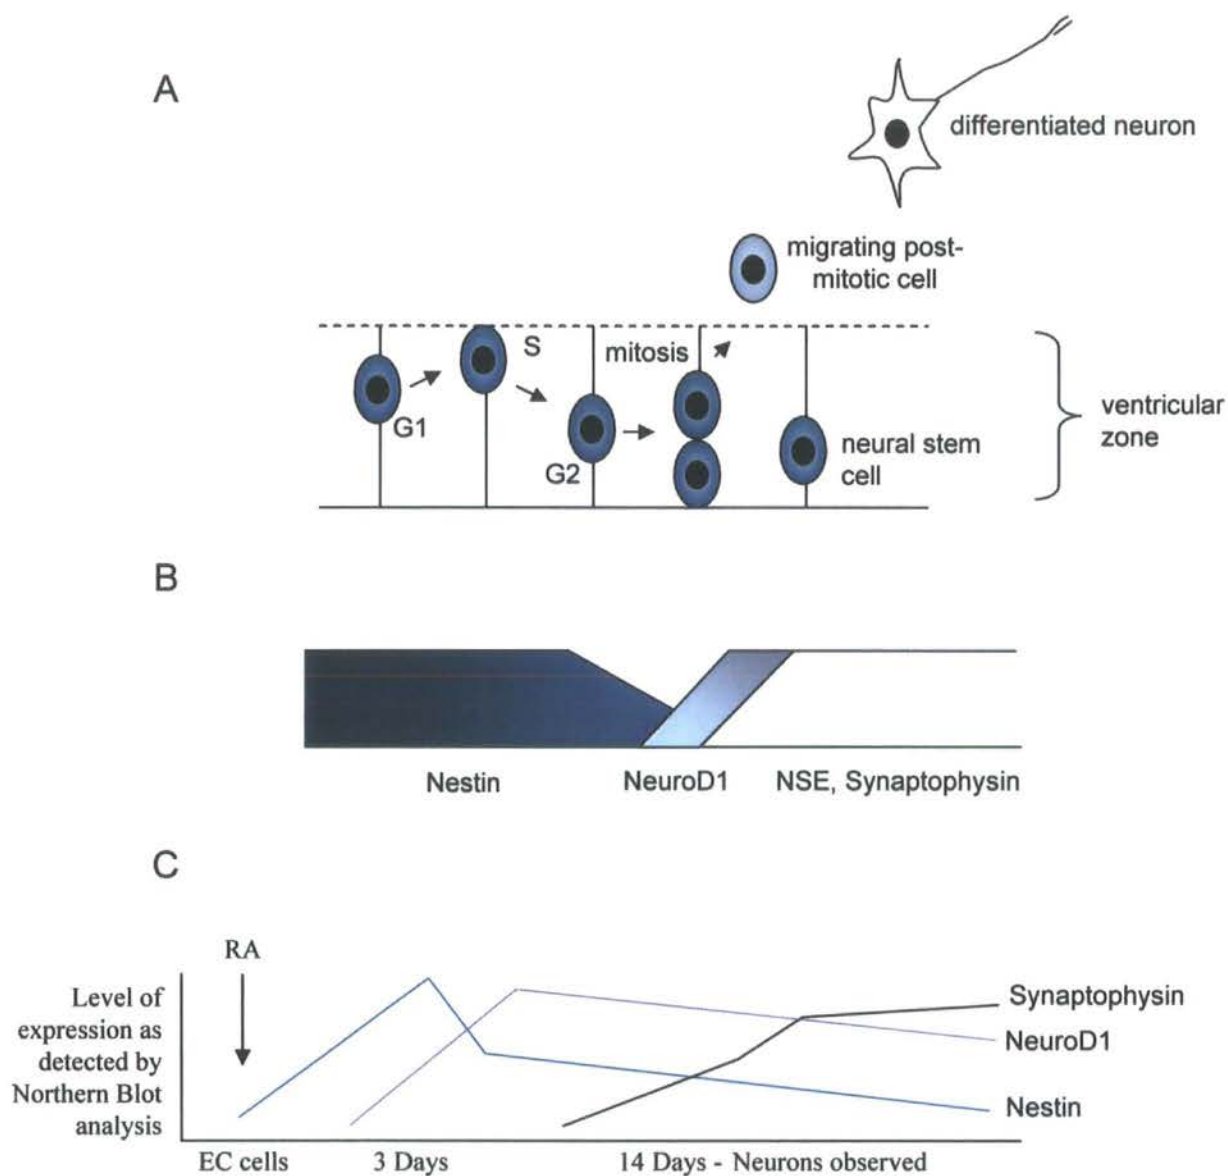 A
differentiated neuron
migrating post-
mitotic cell
S
mitosis
G1
G2
neural stem
cell
ventricular
zone
B
Nestin
NeuroD1
NSE, Synaptophysin
C
RA
Level of
expression as
detected by
Northern Blot
analysis
Synaptophysin
NeuroD1
Nestin
EC cells
3 Days
14 Days - Neurons observed